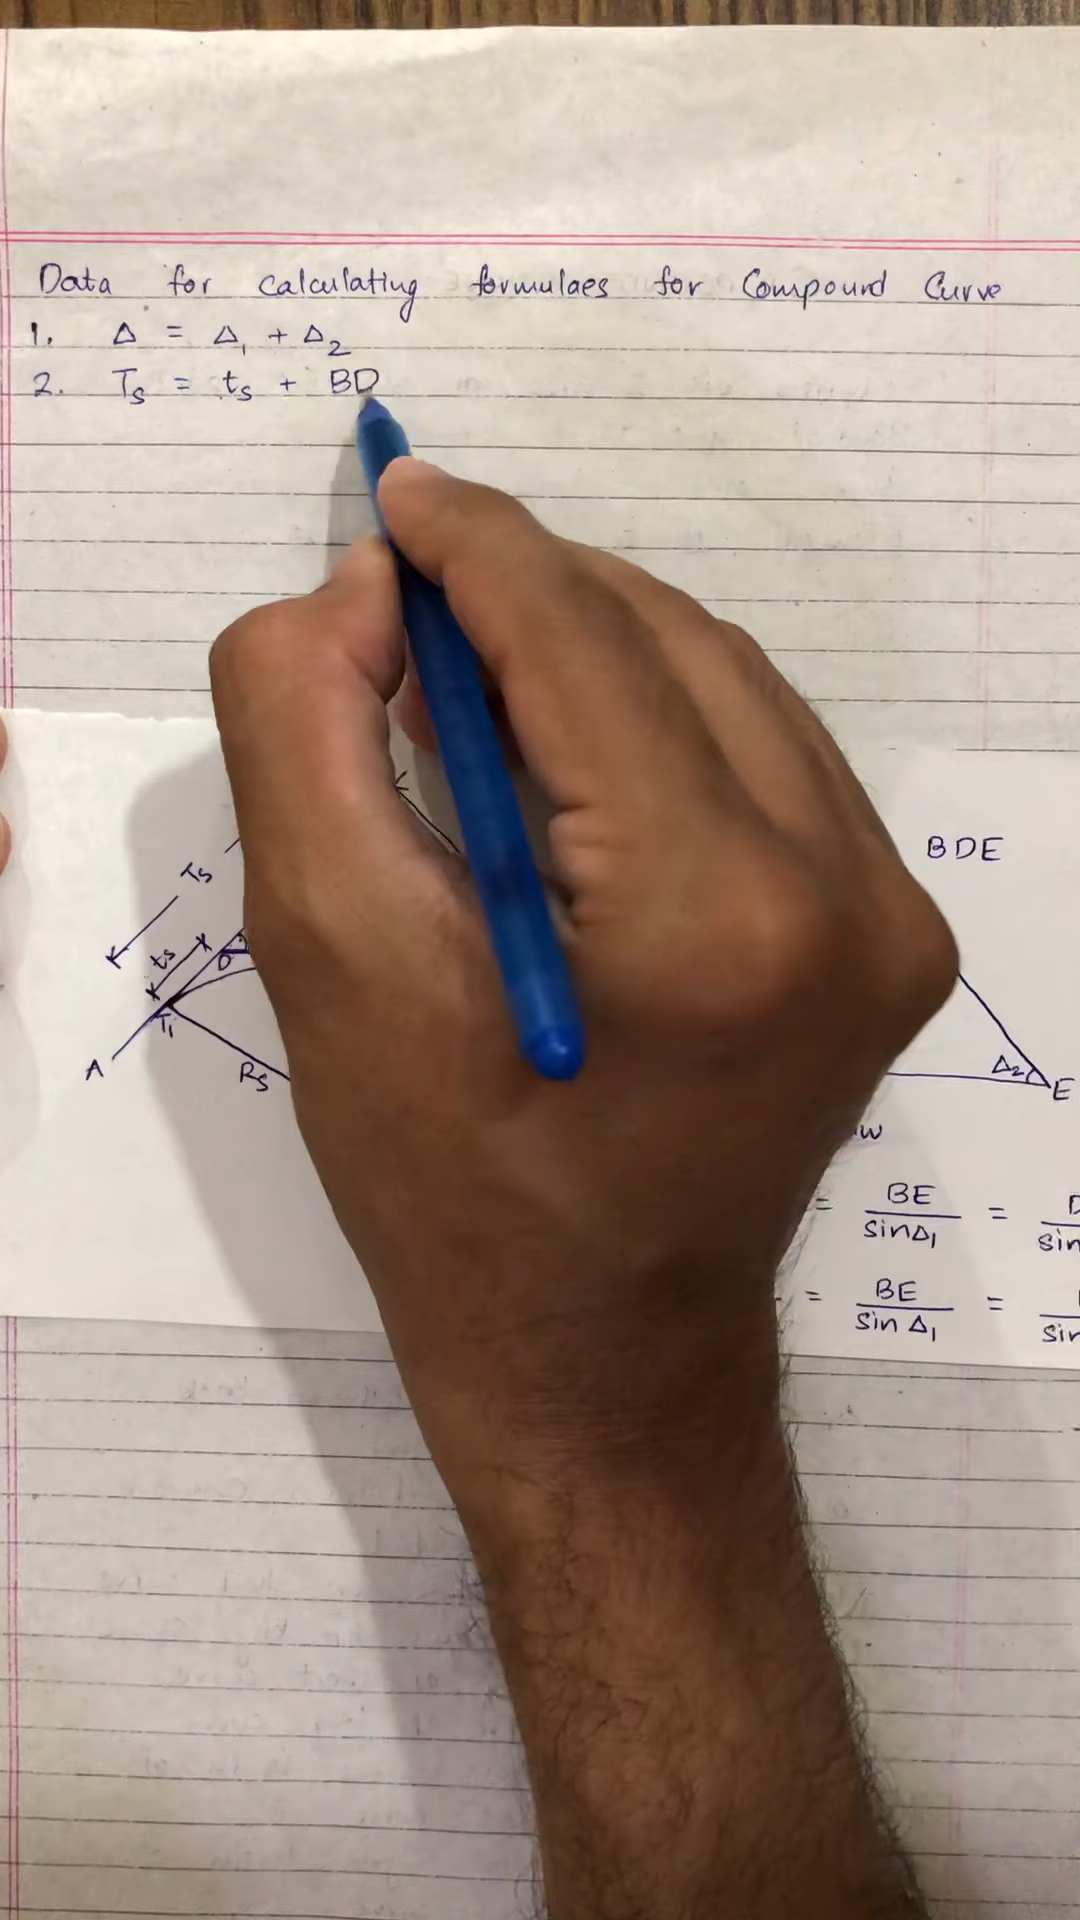 Data for calculating formulaes for Compound Curve
1. Δ = Δ₁ + Δ₂
2. Tₛ = tₛ + BD
BDE
Tₛ
tₛ
D
T₁
A
Rₛ
Δ₂
E
= BE/sinΔ₁ =
= BE/sin Δ₁ =